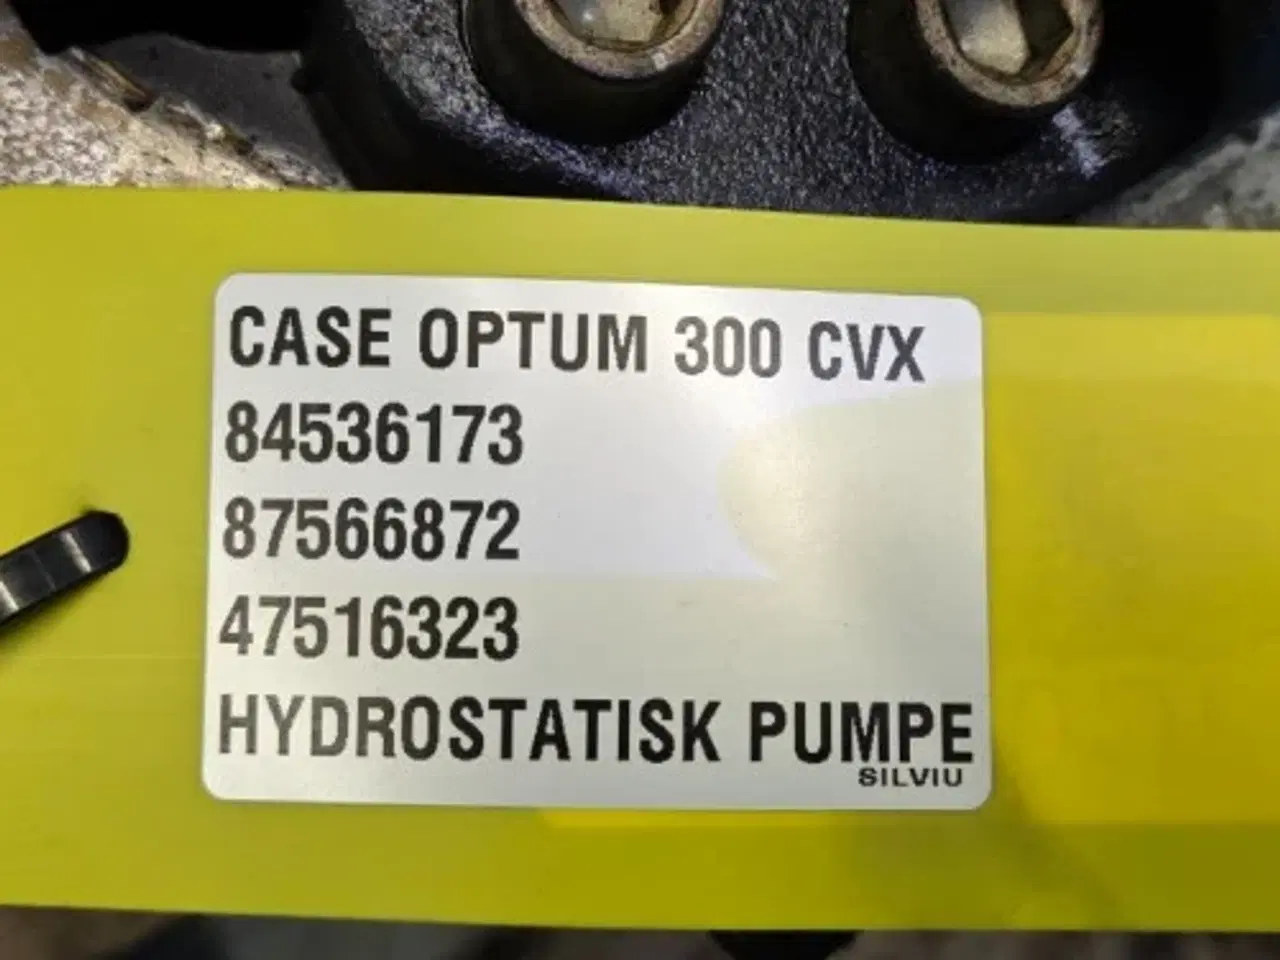 CASE OPTUM 300 CVX
84536173
87566872
47516323
HYDROSTATISK PUMPE
SILVIU